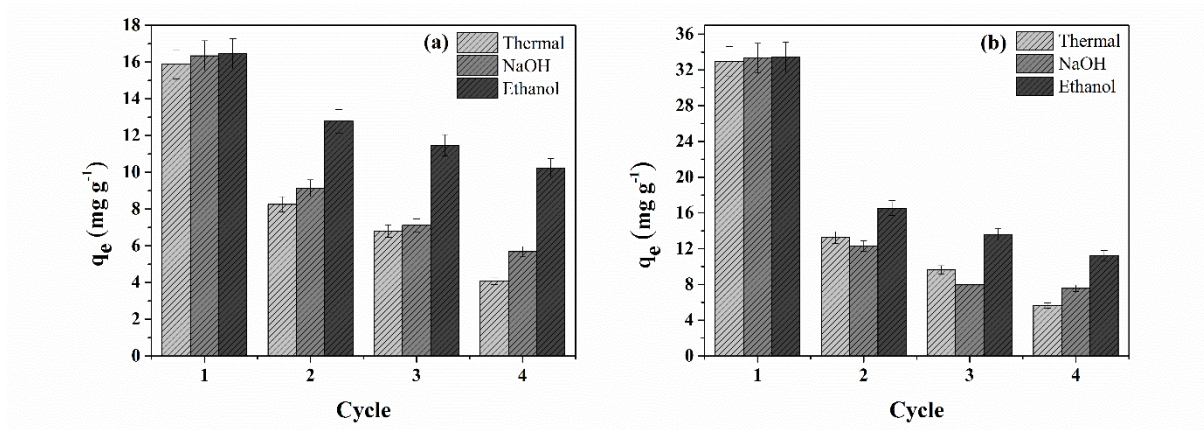 (a)
Thermal
NaOH
Ethanol
18
16
14
12
10
8
6
4
2
0
qe (mg g-1)
1 2 3 4
Cycle
(b)
Thermal
NaOH
Ethanol
36
32
28
24
20
16
12
8
4
0
qe (mg g-1)
1 2 3 4
Cycle